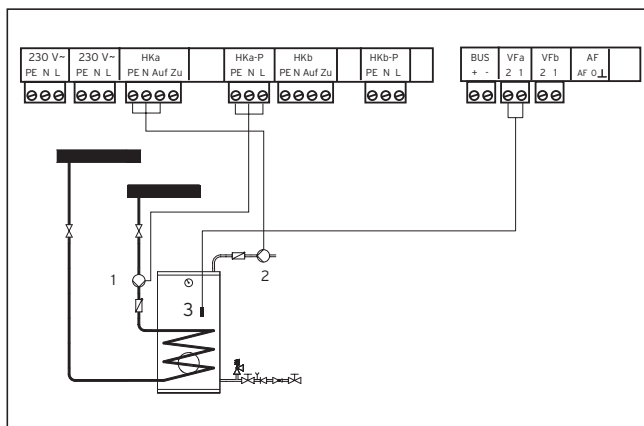 230 V~ 230 V~ HKa HKa-P HKb HKb-P BUS VFa VFb AF
PE N L PE N L PE N Auf Zu PE N L PE N Auf Zu PE N L + - 2 1 2 1 AF 0 ⊥
1
2
3